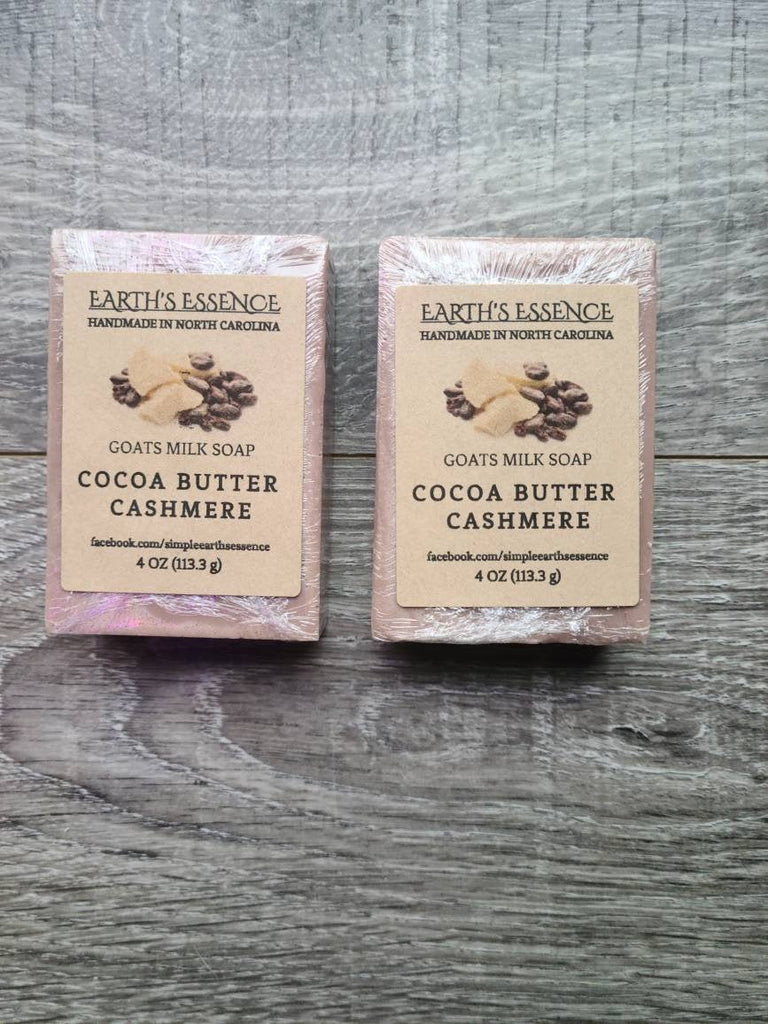 EARTH'S ESSENCE
HANDMADE IN NORTH CAROLINA
GOATS MILK SOAP
COCOA BUTTER
CASHMERE
facebook.com/simpleearthsessence
4 OZ (113.3 g)
EARTH'S ESSENCE
HANDMADE IN NORTH CAROLINA
GOATS MILK SOAP
COCOA BUTTER
CASHMERE
facebook.com/simpleearthsessence
4 OZ (113.3 g)